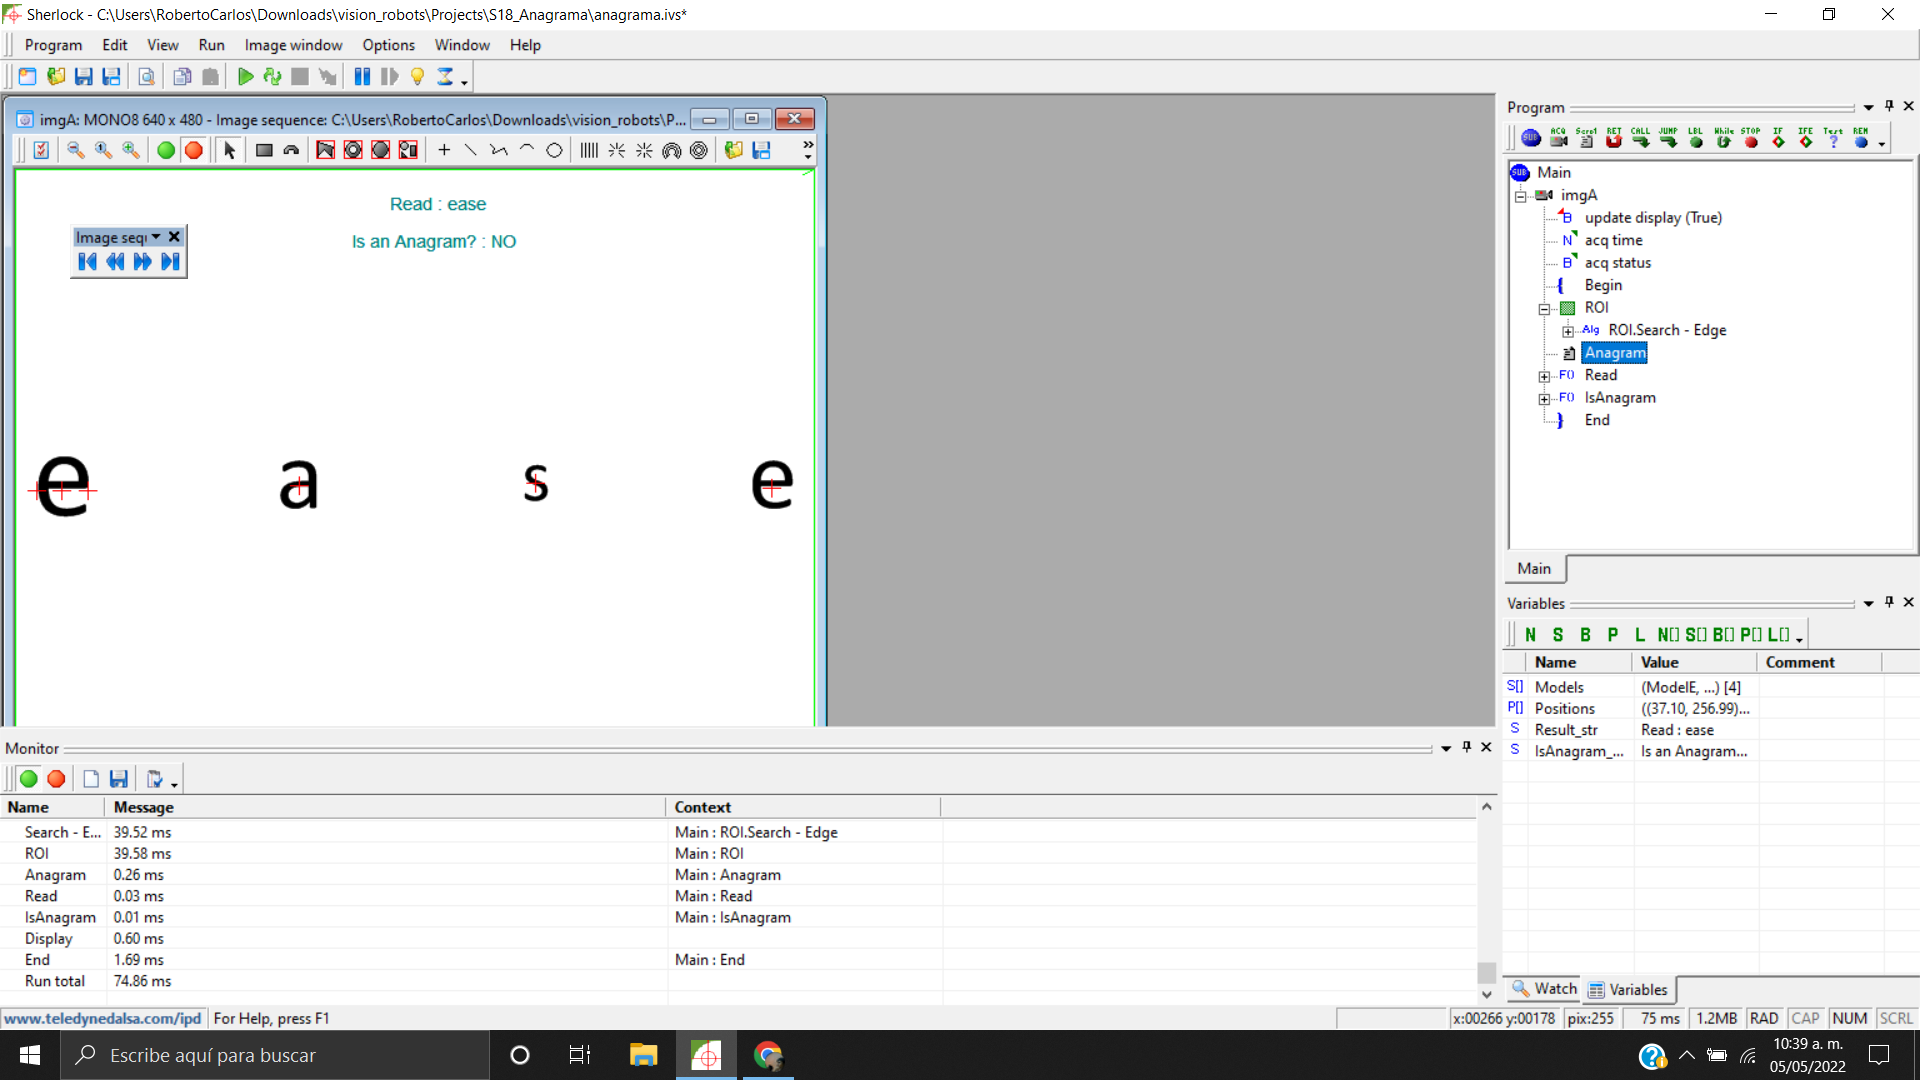 Sherlock - C:\Users\RobertoCarlos\Downloads\vision_robots\Projects\S18_Anagrama\anagrama.ivs*
Program Edit View Run Image window Options Window Help
imgA: MONO8 640 x 480 - Image sequence: C:\Users\RobertoCarlos\Downloads\vision_robots\P...
Read : ease
Is an Anagram? : NO
Image seq
e a s e
Program
SUB ACQ Script RET CALL JUMP LBL While STOP IF IFE Test REM
SUB Main
imgA
B update display (True)
N acq time
B acq status
{ Begin
ROI
Alg ROI.Search - Edge
Anagram
F() Read
F() IsAnagram
} End
Main
Variables
N S B P L N[] S[] B[] P[] L[]
Name Value Comment
S[] Models (ModelE, ...) [4]
P[] Positions ((37.10, 256.99)...
S Result_str Read : ease
S IsAnagram_... Is an Anagram...
Watch Variables
Monitor
Name Message Context
Search - E... 39.52 ms Main : ROI.Search - Edge
ROI 39.58 ms Main : ROI
Anagram 0.26 ms Main : Anagram
Read 0.03 ms Main : Read
IsAnagram 0.01 ms Main : IsAnagram
Display 0.60 ms
End 1.69 ms Main : End
Run total 74.86 ms
www.teledynedalsa.com/ipd For Help, press F1
x:00266 y:00178 pix:255 75 ms 1.2MB RAD CAP NUM SCRL
Escribe aquí para buscar
10:39 a. m.
05/05/2022